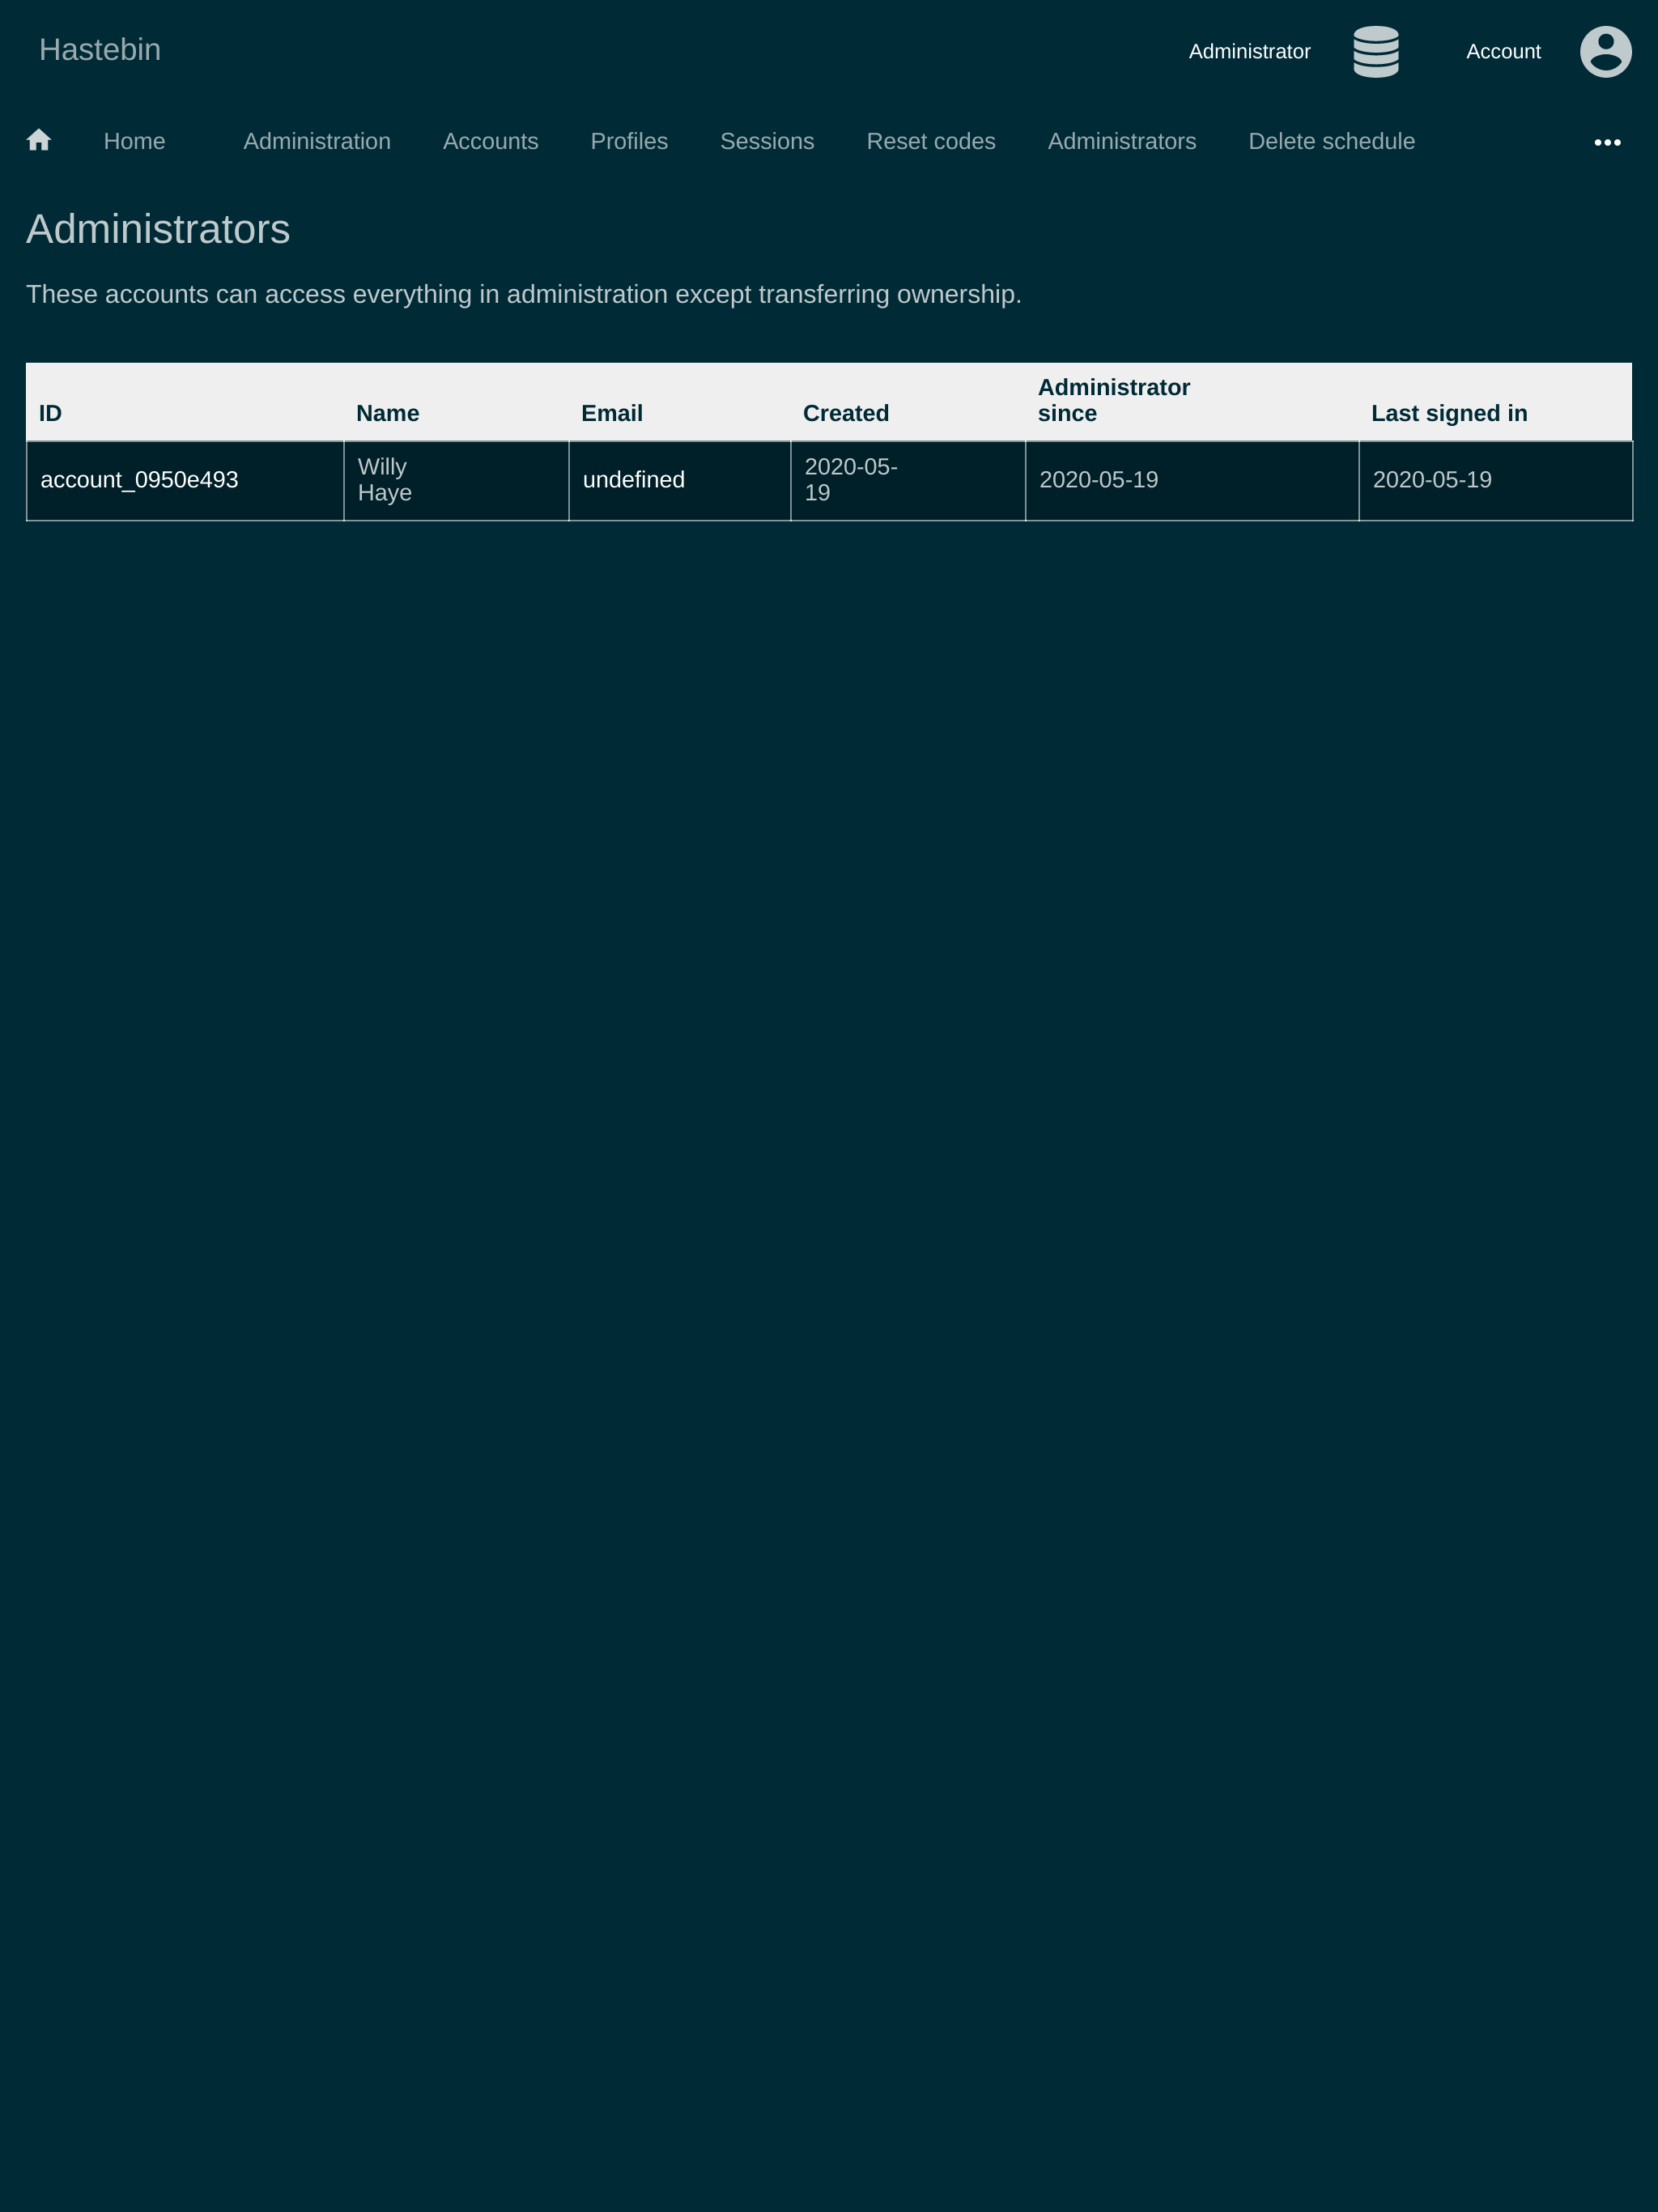 Hastebin
Administrator
Account
Home
Administration
Accounts
Profiles
Sessions
Reset codes
Administrators
Delete schedule
Administrators
These accounts can access everything in administration except transferring ownership.
ID
Name
Email
Created
Administrator
since
Last signed in
account_0950e493
Willy
Haye
undefined
2020-05-
19
2020-05-19
2020-05-19